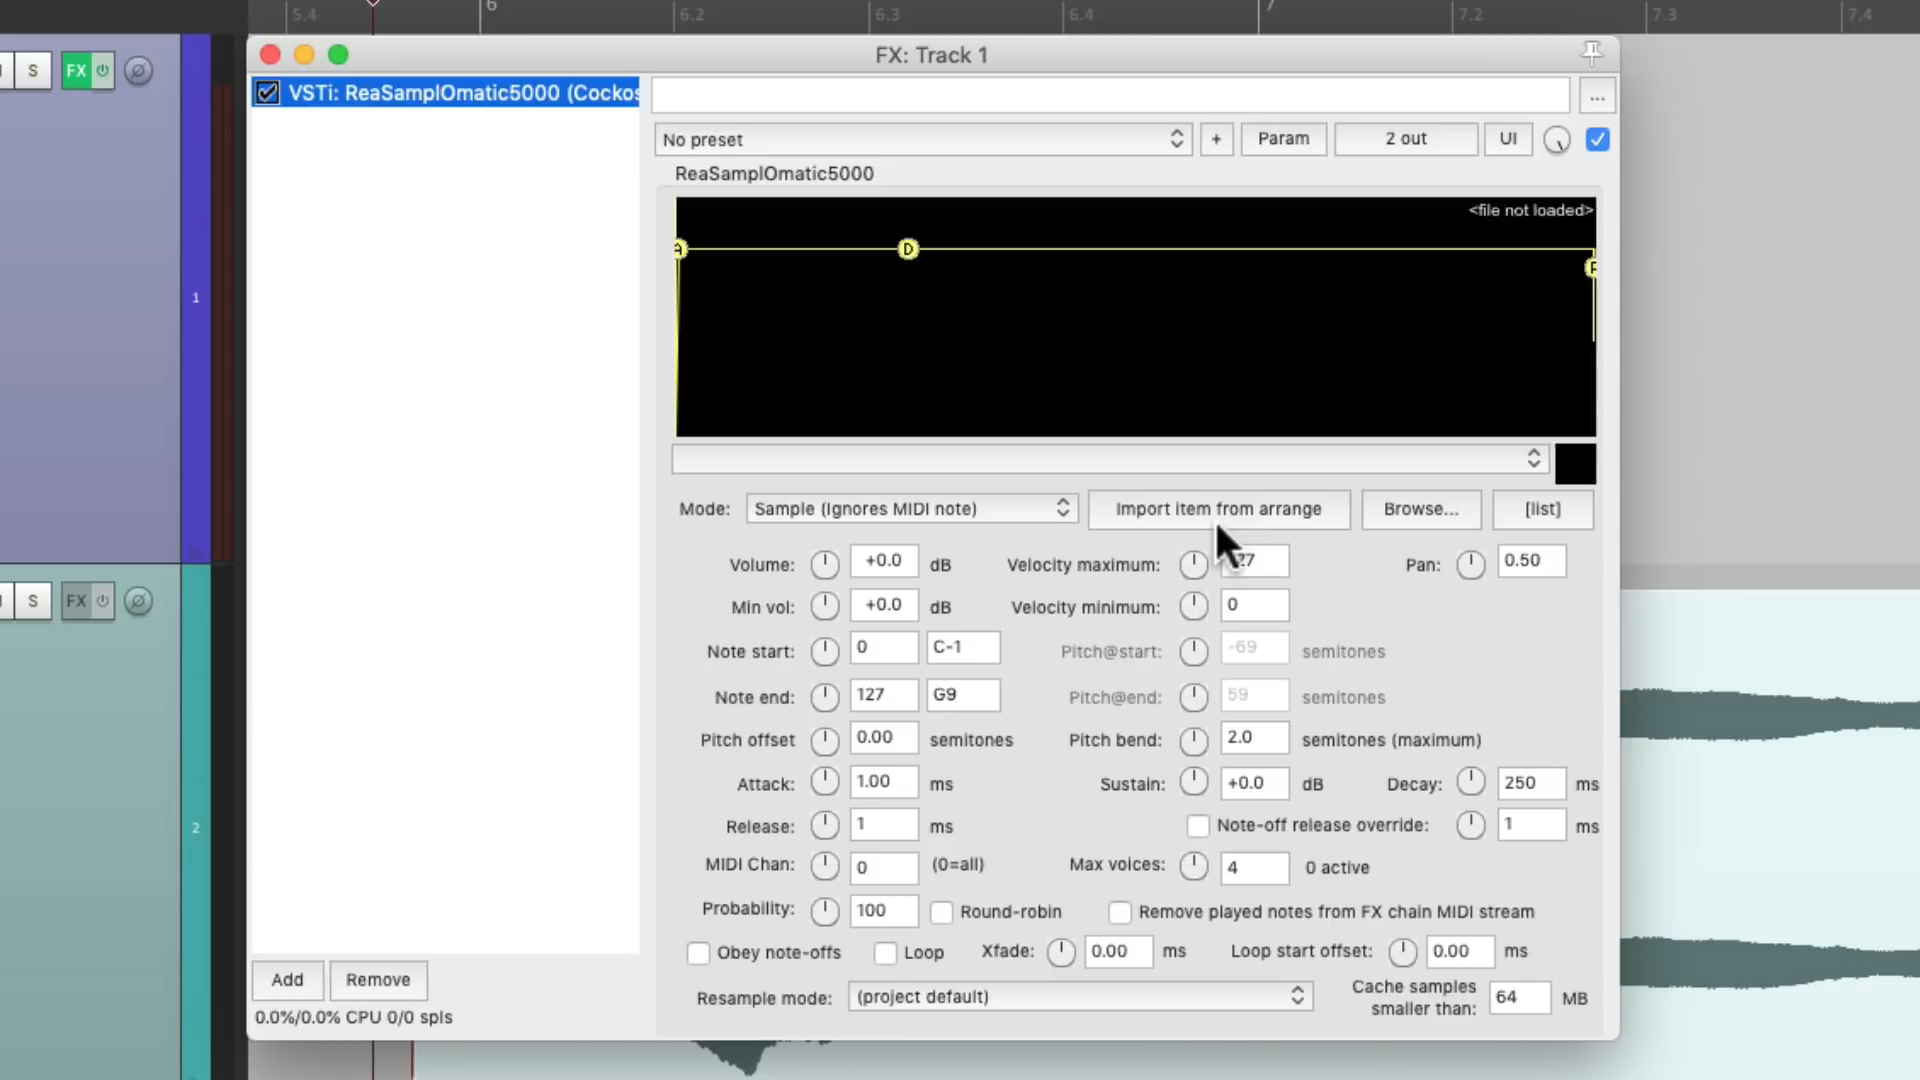 5.4
6
6.2
6.3
6.4
7
7.2
7.3
7.4
FX: Track 1
S
FX
VSTi: ReaSamplOmatic5000 (Cockos
...
No preset
+
Param
2 out
UI
ReaSamplOmatic5000
<file not loaded>
A
D
1
Mode:
Sample (Ignores MIDI note)
Import item from arrange
Browse...
[list]
Volume:
+0.0
dB
Velocity maximum:
Pan:
0.50
Min vol:
+0.0
dB
Velocity minimum:
0
S
FX
Note start:
0
C-1
Pitch@start:
-69
semitones
Note end:
127
G9
Pitch@end:
59
semitones
Pitch offset
0.00
semitones
Pitch bend:
2.0
semitones (maximum)
Attack:
1.00
ms
Sustain:
+0.0
dB
Decay:
250
ms
2
Release:
1
ms
Note-off release override:
1
ms
MIDI Chan:
0
(0=all)
Max voices:
4
0 active
Probability:
100
Round-robin
Remove played notes from FX chain MIDI stream
Obey note-offs
Loop
Xfade:
0.00
ms
Loop start offset:
0.00
ms
Add
Remove
Resample mode:
(project default)
Cache samples
smaller than:
64
MB
0.0%/0.0% CPU 0/0 spls